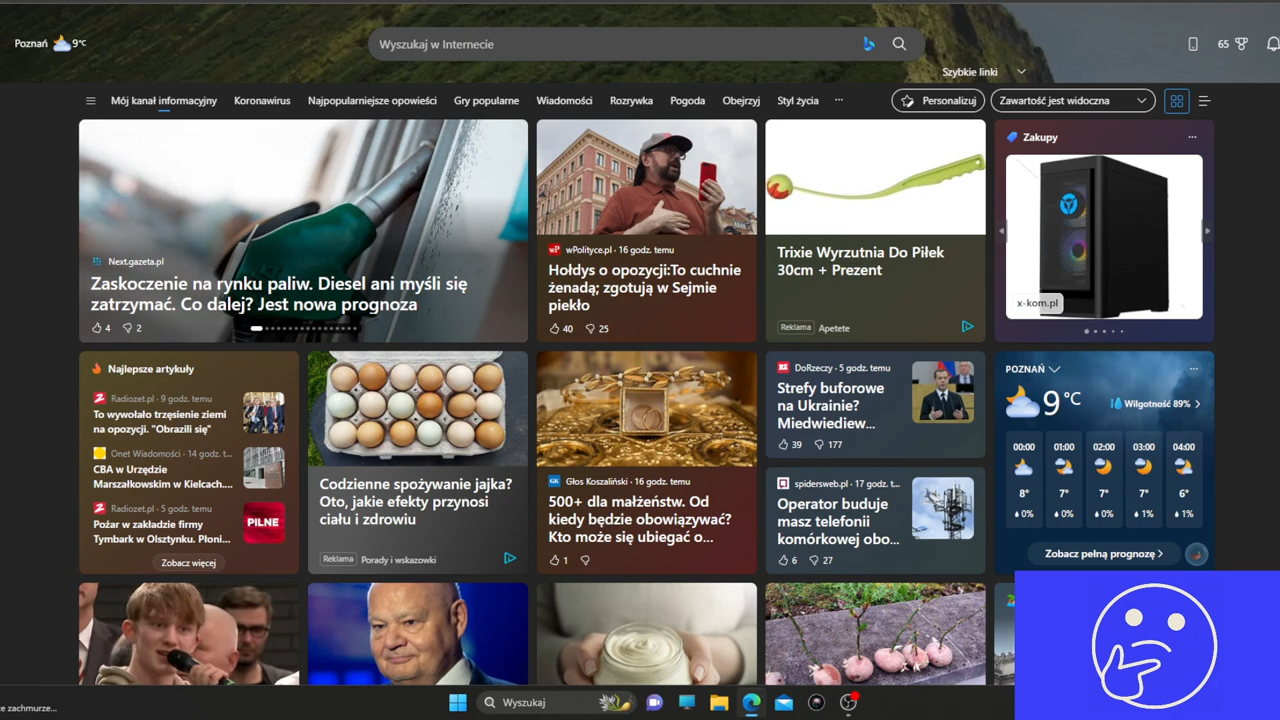 Poznań 9°C
Wyszukaj w Internecie
65
Szybkie linki
Mój kanał informacyjny Koronawirus Najpopularniejsze opowieści Gry popularne Wiadomości Rozrywka Pogoda Obejrzyj Styl życia ...
Personalizuj
Zawartość jest widoczna
Next.gazeta.pl
Zaskoczenie na rynku paliw. Diesel ani myśli się
zatrzymać. Co dalej? Jest nowa prognoza
4 2
wP wPolityce.pl · 16 godz. temu
Hołdys o opozycji:To cuchnie
żenadą; zgotują w Sejmie
piekło
40 25
Trixie Wyrzutnia Do Piłek
30cm + Prezent
Reklama Apetete
Zakupy ...
x-kom.pl
Najlepsze artykuły
Z Radiozet.pl · 9 godz. temu
To wywołało trzęsienie ziemi
na opozycji. "Obrazili się"
Onet Wiadomości · 14 godz. t...
CBA w Urzędzie
Marszałkowskim w Kielcach....
Z Radiozet.pl · 5 godz. temu
Pożar w zakładzie firmy
Tymbark w Olsztynku. Płoni...
PILNE
Zobacz więcej
Codzienne spożywanie jajka?
Oto, jakie efekty przynosi
ciału i zdrowiu
Reklama Porady i wskazowki
GK Głos Koszaliński · 16 godz. temu
500+ dla małżeństw. Od
kiedy będzie obowiązywać?
Kto może się ubiegać o...
1
DoRzeczy · 5 godz. temu
Strefy buforowe
na Ukrainie?
Miedwiediew...
39 177
spidersweb.pl · 17 godz. t...
Operator buduje
masz telefonii
komórkowej obo...
6 27
POZNAŃ ...
9 °C
Wilgotność 89%
00:00 01:00 02:00 03:00 04:00
8° 7° 7° 7° 6°
0% 0% 0% 1% 1%
Zobacz pełną prognozę
Wyszukaj
e zachmurze...